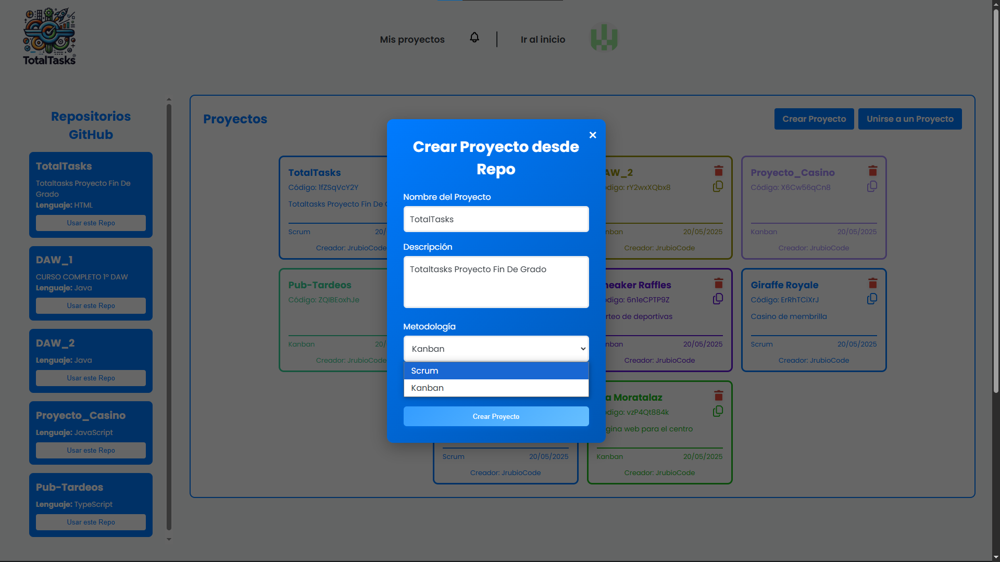 TotalTasks
Mis proyectos
Ir al inicio
Repositorios
GitHub
TotalTasks
Totaltasks Proyecto Fin De
Grado
Lenguaje: HTML
Usar este Repo
DAW_1
CURSO COMPLETO 1º DAW
Lenguaje: Java
Usar este Repo
DAW_2
Lenguaje: Java
Usar este Repo
Proyecto_Casino
Lenguaje: JavaScript
Usar este Repo
Pub-Tardeos
Lenguaje: TypeScript
Usar este Repo
Proyectos
Crear Proyecto
Unirse a un Proyecto
TotalTasks
Código: 1fZSqVcY2Y
Totaltasks Proyecto Fin De
Scrum
20/
Creador: JrubioCode
AW_2
digo: rY2wxXQbx8
nban
20/05/2025
Creador: JrubioCode
Proyecto_Casino
Código: X6Cw56qCn8
Kanban
20/05/2025
Creador: JrubioCode
Pub-Tardeos
Código: ZQIBEoxhJe
Kanban
20/
Creador: JrubioCode
neaker Raffles
digo: 6n1eCPTP9Z
rteo de deportivas
nban
20/05/2025
Creador: JrubioCode
Giraffe Royale
Código: ErRhTCiXrJ
Casino de membrilla
Scrum
20/05/2025
Creador: JrubioCode
Scrum
20/05/2025
Creador: JrubioCode
a Moratalaz
digo: vzP4Qt884k
gina web para el centro
Kanban
20/05/2025
Creador: JrubioCode
Crear Proyecto desde
Repo
Nombre del Proyecto
TotalTasks
Descripción
Totaltasks Proyecto Fin De Grado
Metodología
Kanban
Scrum
Kanban
Crear Proyecto